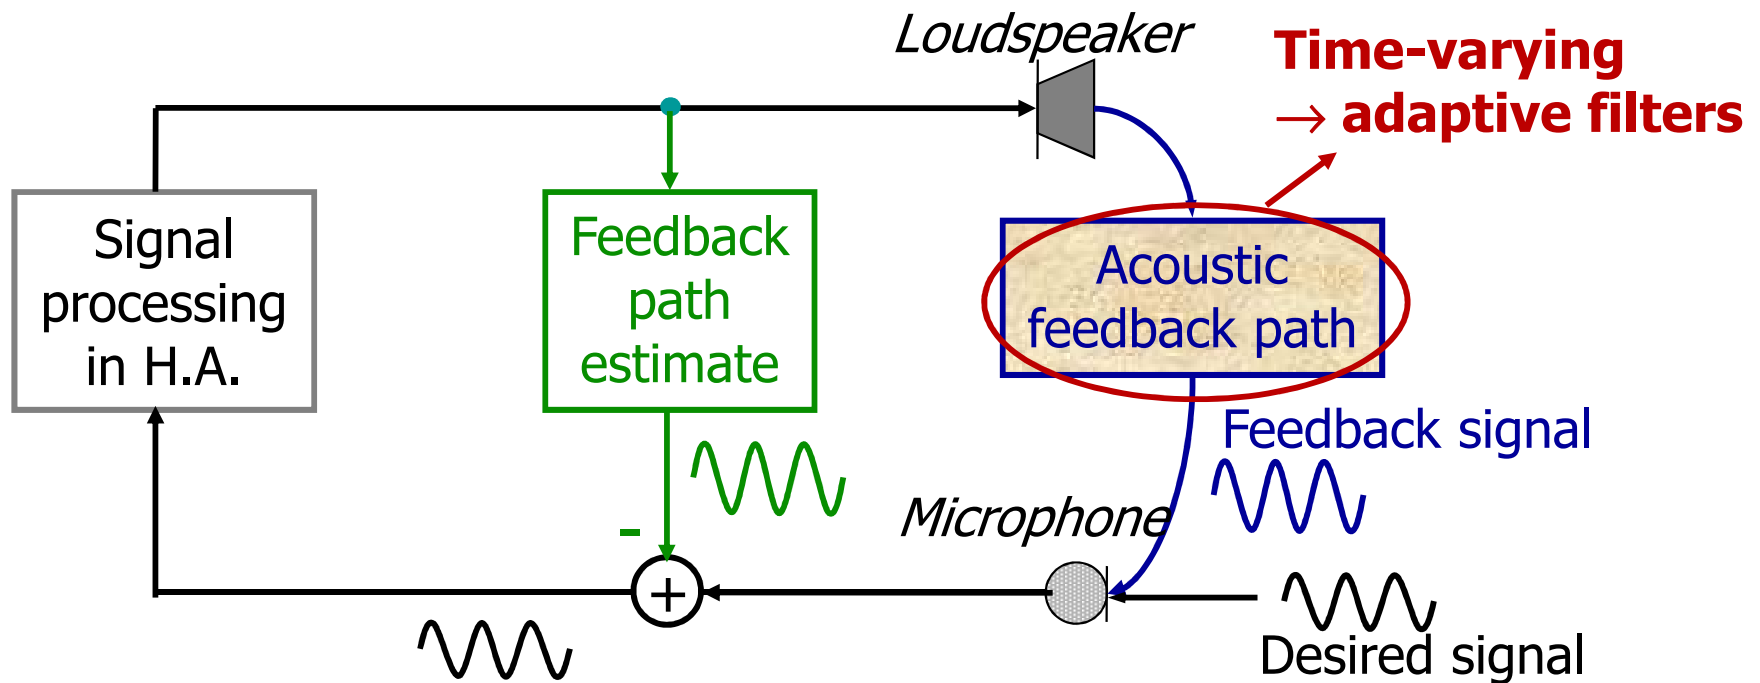 Loudspeaker
Time-varying
→ adaptive filters
Signal
processing
in H.A.
Feedback
path
estimate
Acoustic
feedback path
Feedback signal
Microphone
-
+
Desired signal